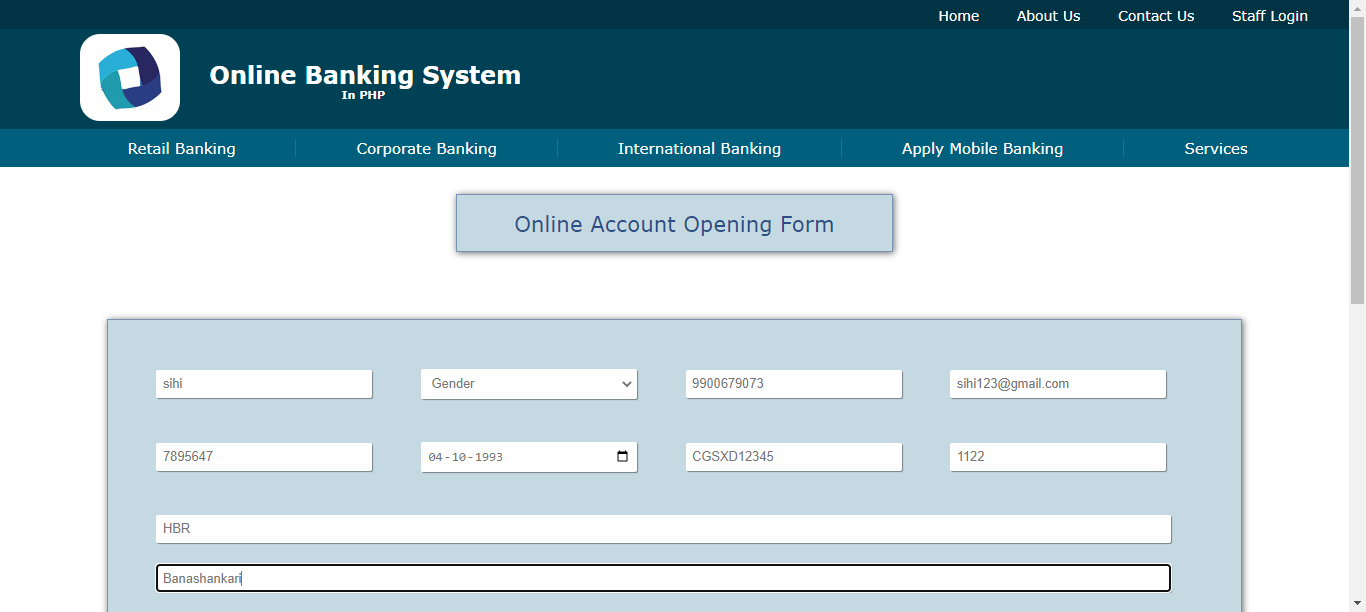 Home About Us Contact Us Staff Login
Online Banking System
In PHP
Retail Banking Corporate Banking International Banking Apply Mobile Banking Services
Online Account Opening Form
sihi Gender 9900679073 sihi123@gmail.com
7895647 04-10-1993 CGSXD12345 1122
HBR
Banashankari